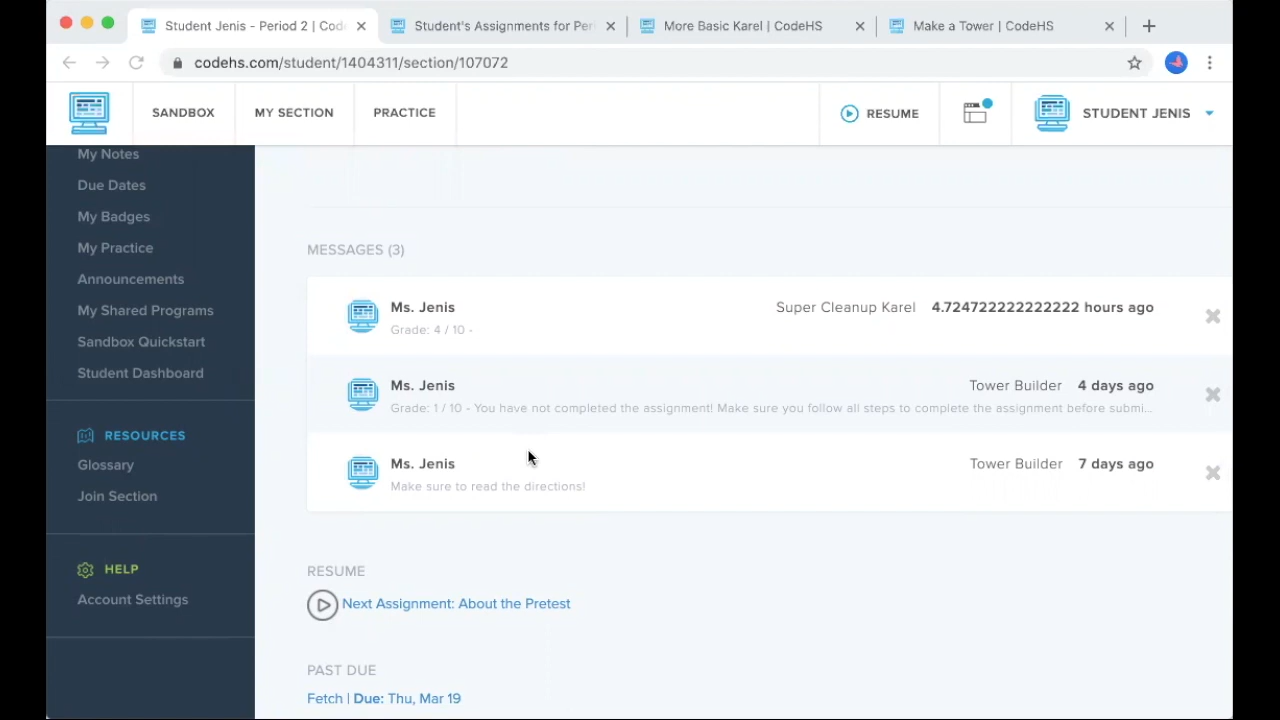 Student Jenis - Period 2 | Code
Student's Assignments for Peri
More Basic Karel | CodeHS
Make a Tower | CodeHS
codehs.com/student/1404311/section/107072
SANDBOX
MY SECTION
PRACTICE
RESUME
STUDENT JENIS
My Notes
Due Dates
My Badges
My Practice
Announcements
My Shared Programs
Sandbox Quickstart
Student Dashboard
RESOURCES
Glossary
Join Section
HELP
Account Settings
MESSAGES (3)
Ms. Jenis
Super Cleanup Karel 4.724722222222222 hours ago
Grade: 4 / 10 -
Ms. Jenis
Tower Builder 4 days ago
Grade: 1 / 10 - You have not completed the assignment! Make sure you follow all steps to complete the assignment before submi...
Ms. Jenis
Tower Builder 7 days ago
Make sure to read the directions!
RESUME
Next Assignment: About the Pretest
PAST DUE
Fetch | Due: Thu, Mar 19